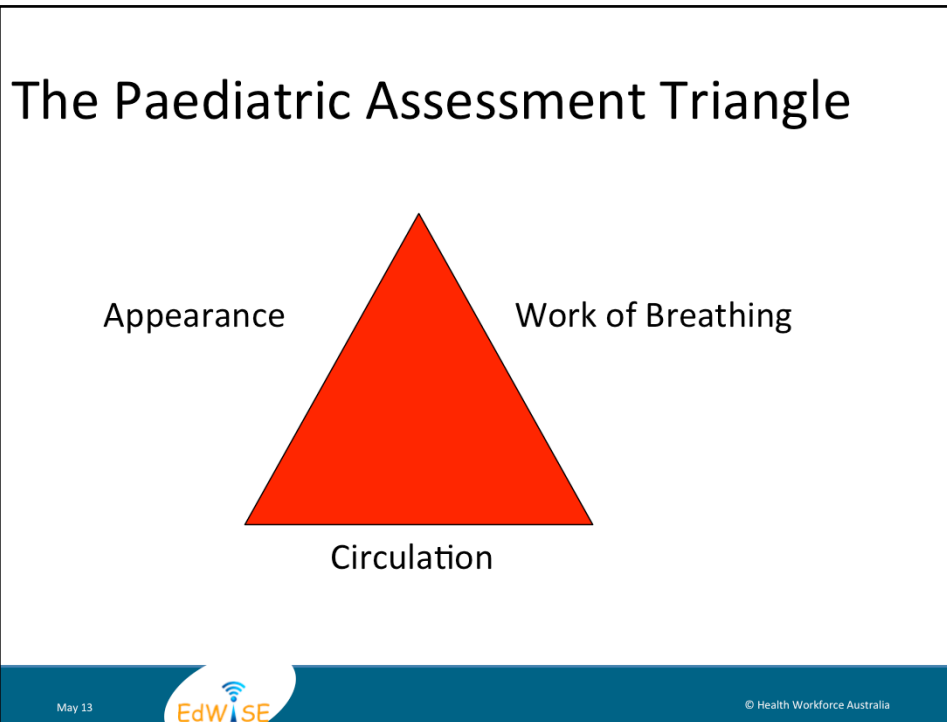 The Paediatric Assessment Triangle
Appearance
Work of Breathing
Circulation
May 13
EdWISE
© Health Workforce Australia